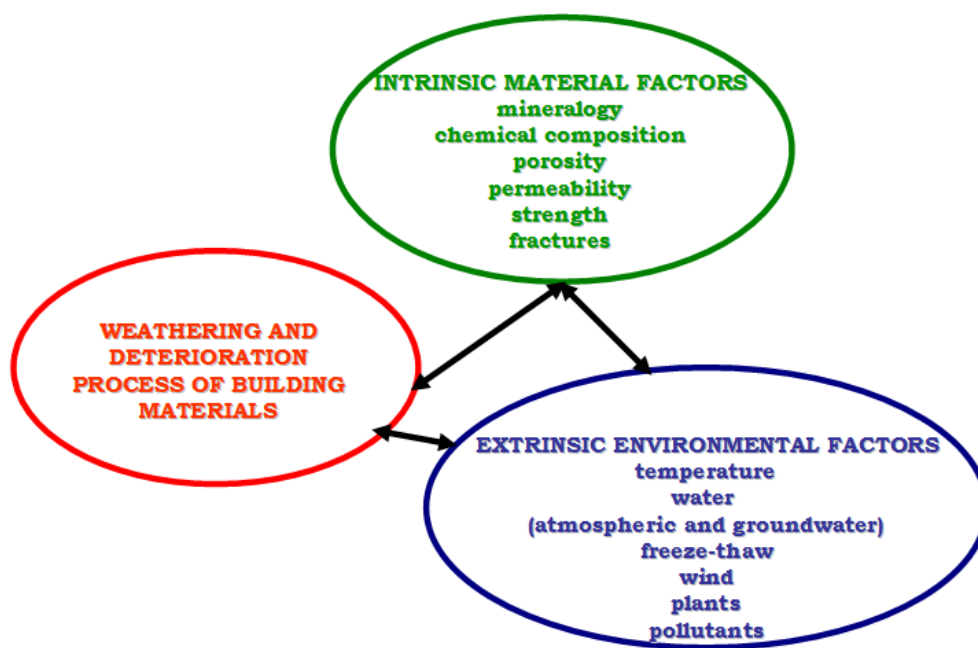 INTRINSIC MATERIAL FACTORS
mineralogy
chemical composition
porosity
permeability
strength
fractures
WEATHERING AND
DETERIORATION
PROCESS OF BUILDING
MATERIALS
EXTRINSIC ENVIRONMENTAL FACTORS
temperature
water
(atmospheric and groundwater)
freeze-thaw
wind
plants
pollutants